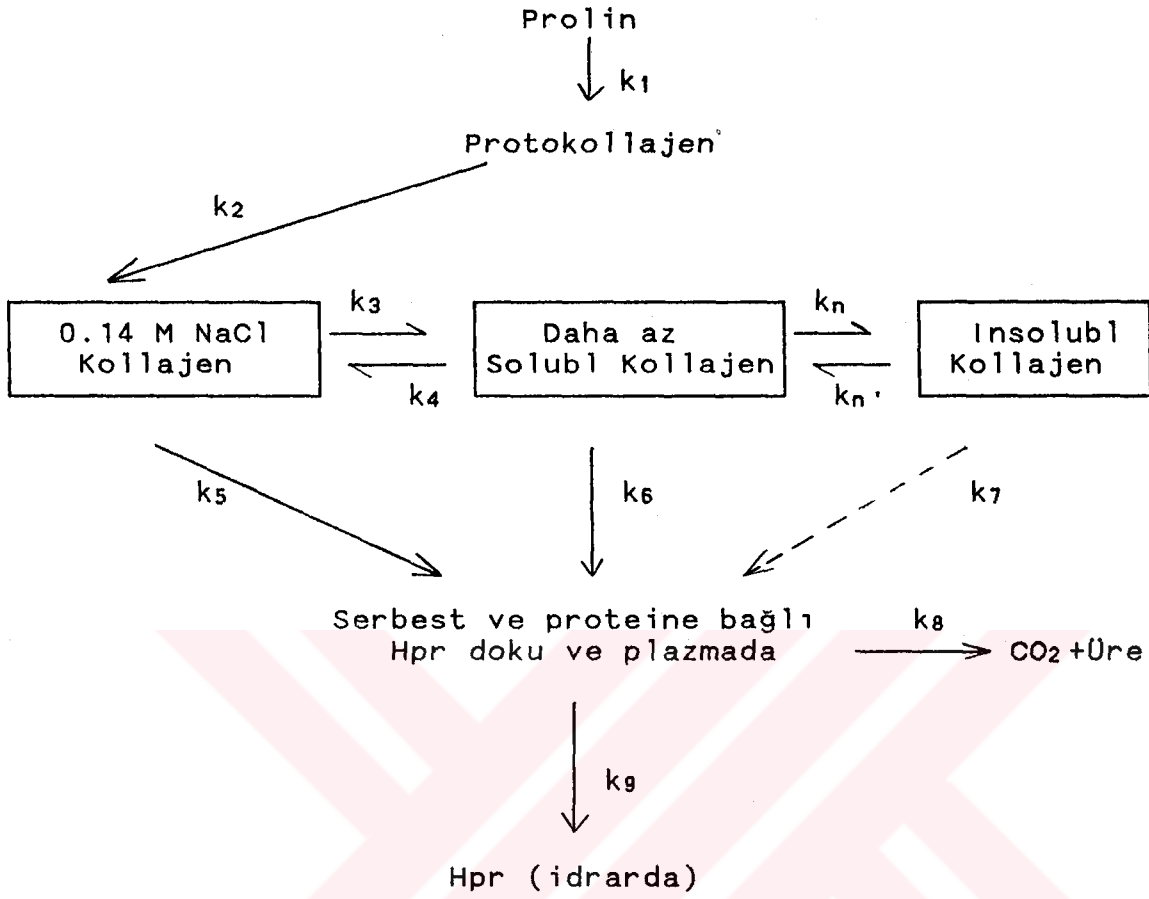 Prolin
k1
Protokollajen
k2
k3
kn
0.14 M NaCl
Kollajen
Daha az
Solubl Kollajen
Insolubl
Kollajen
k4
kn'
k5
k6
k7
Serbest ve proteine bağlı
Hpr doku ve plazmada
k8
CO2 +Üre
k9
Hpr (idrarda)